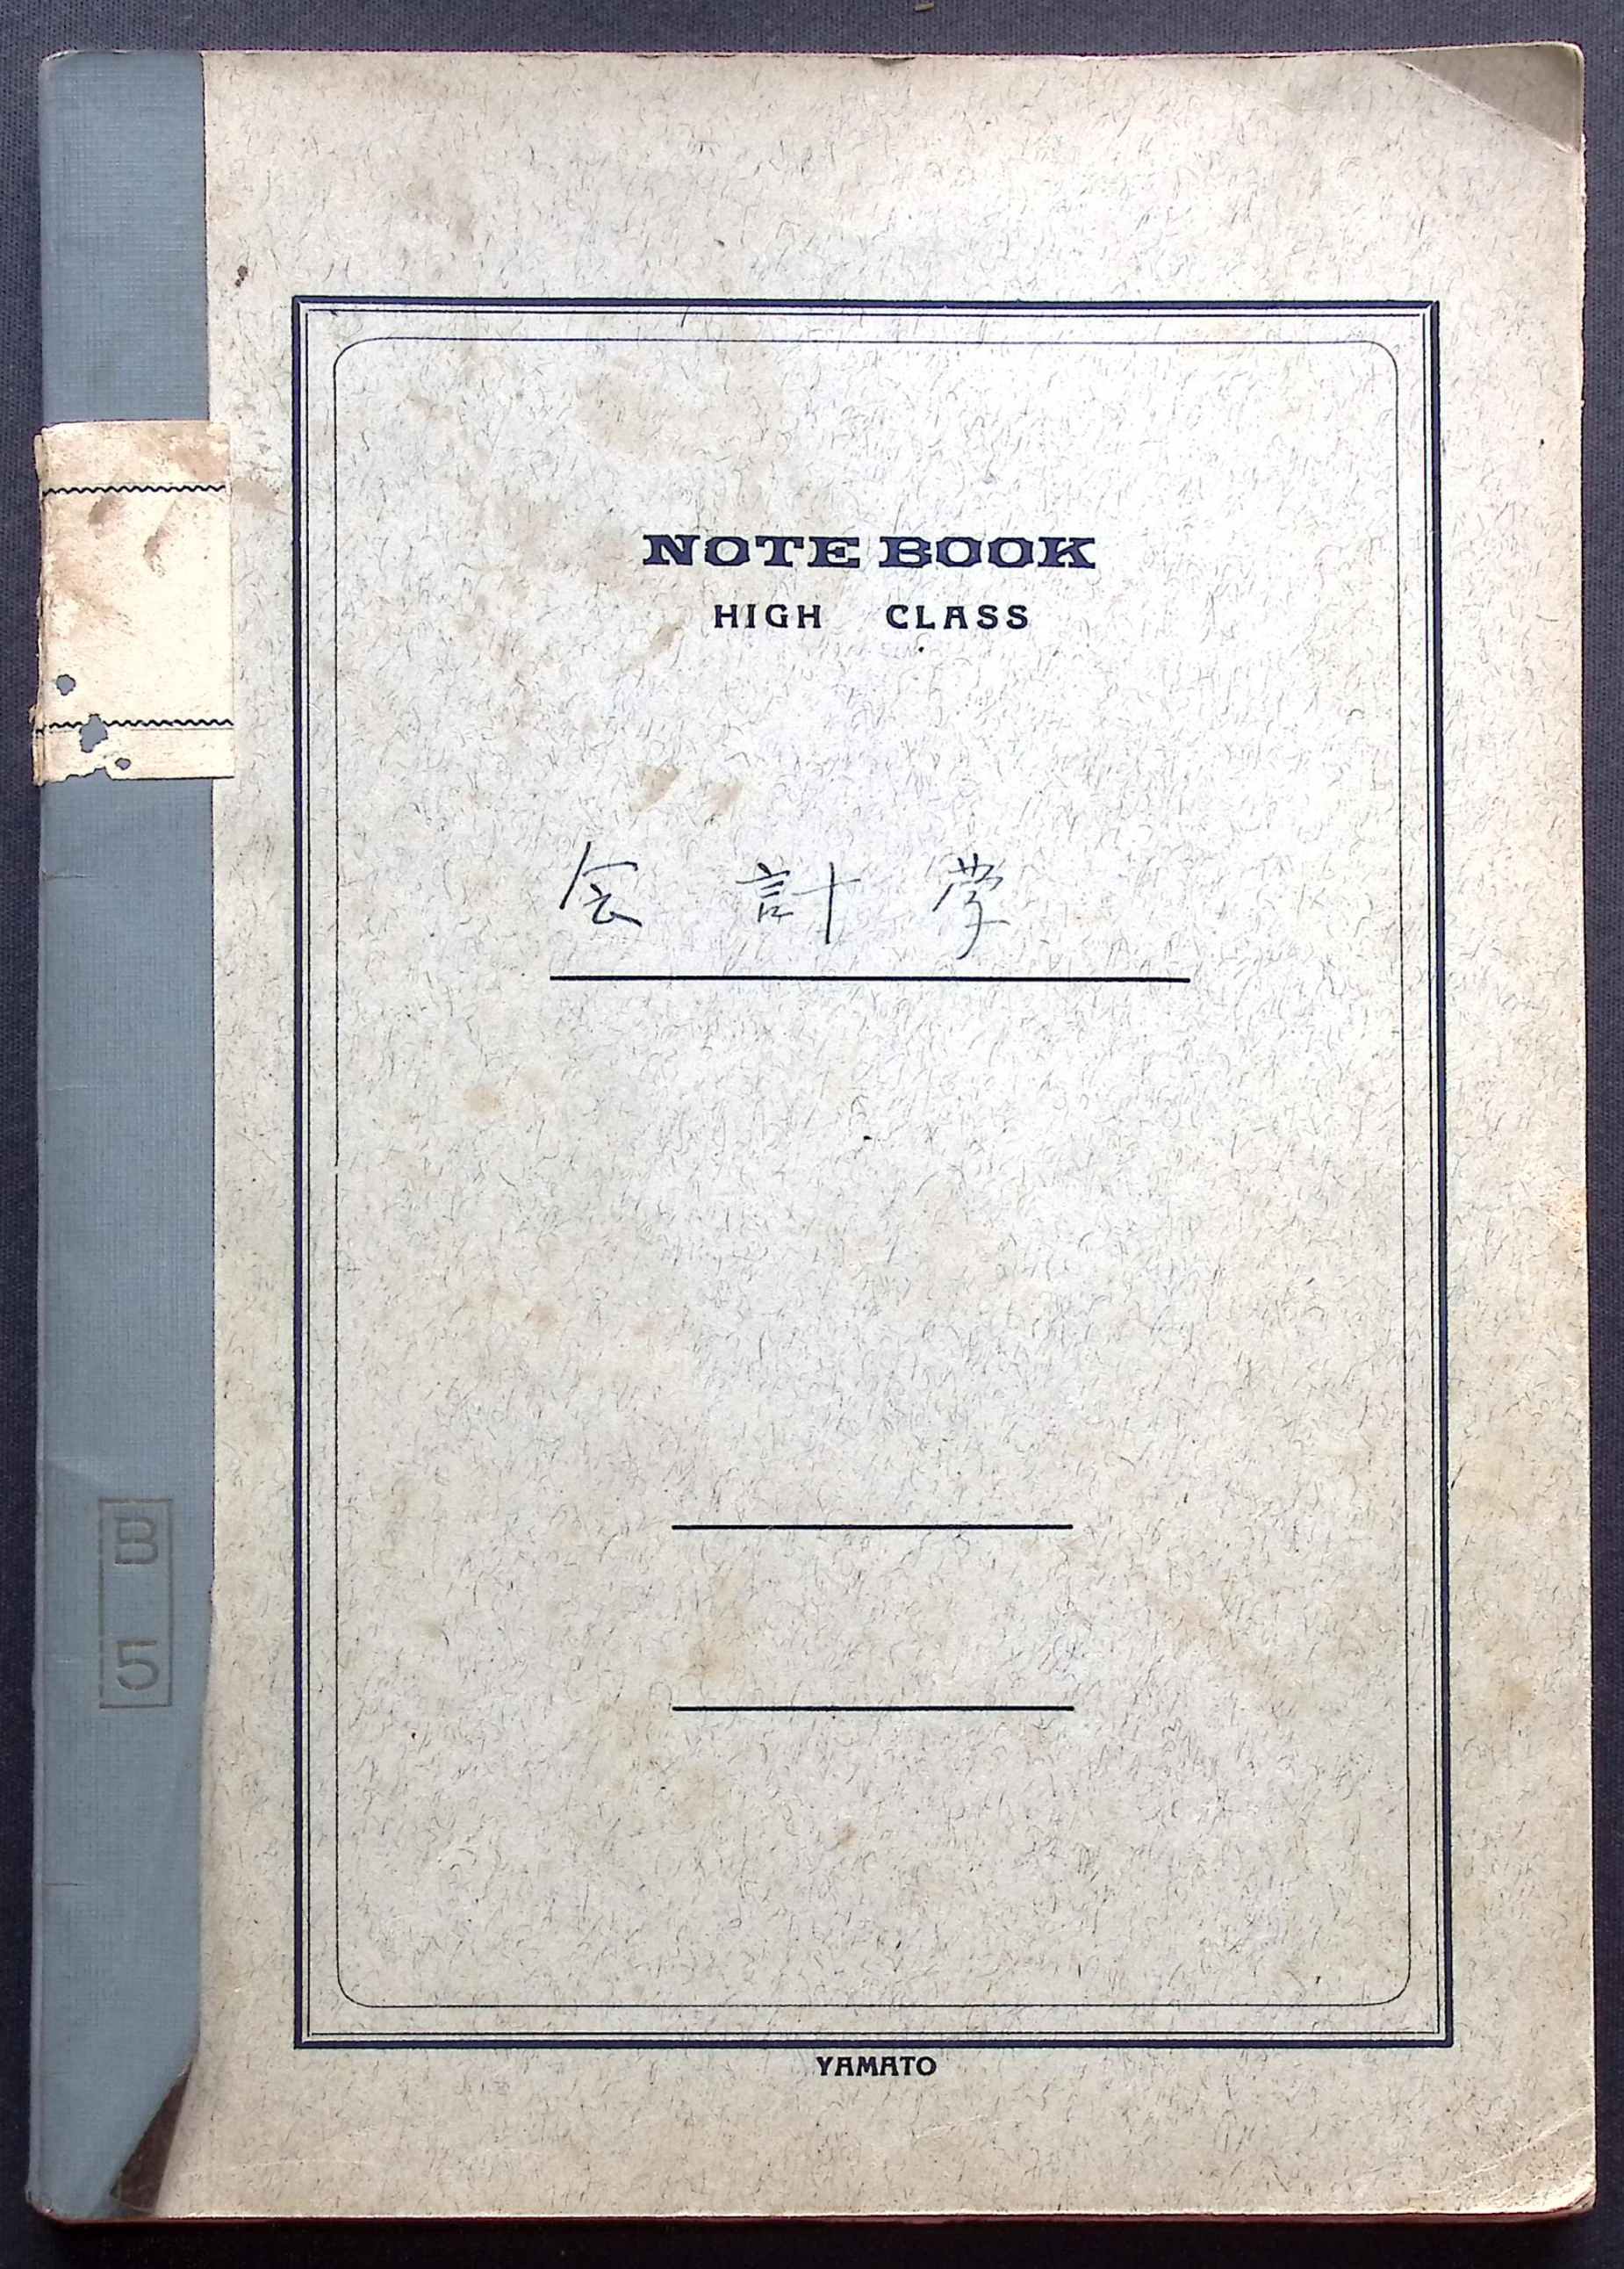 NOTE BOOK
HIGH CLASS
会計学
B
5
YAMATO